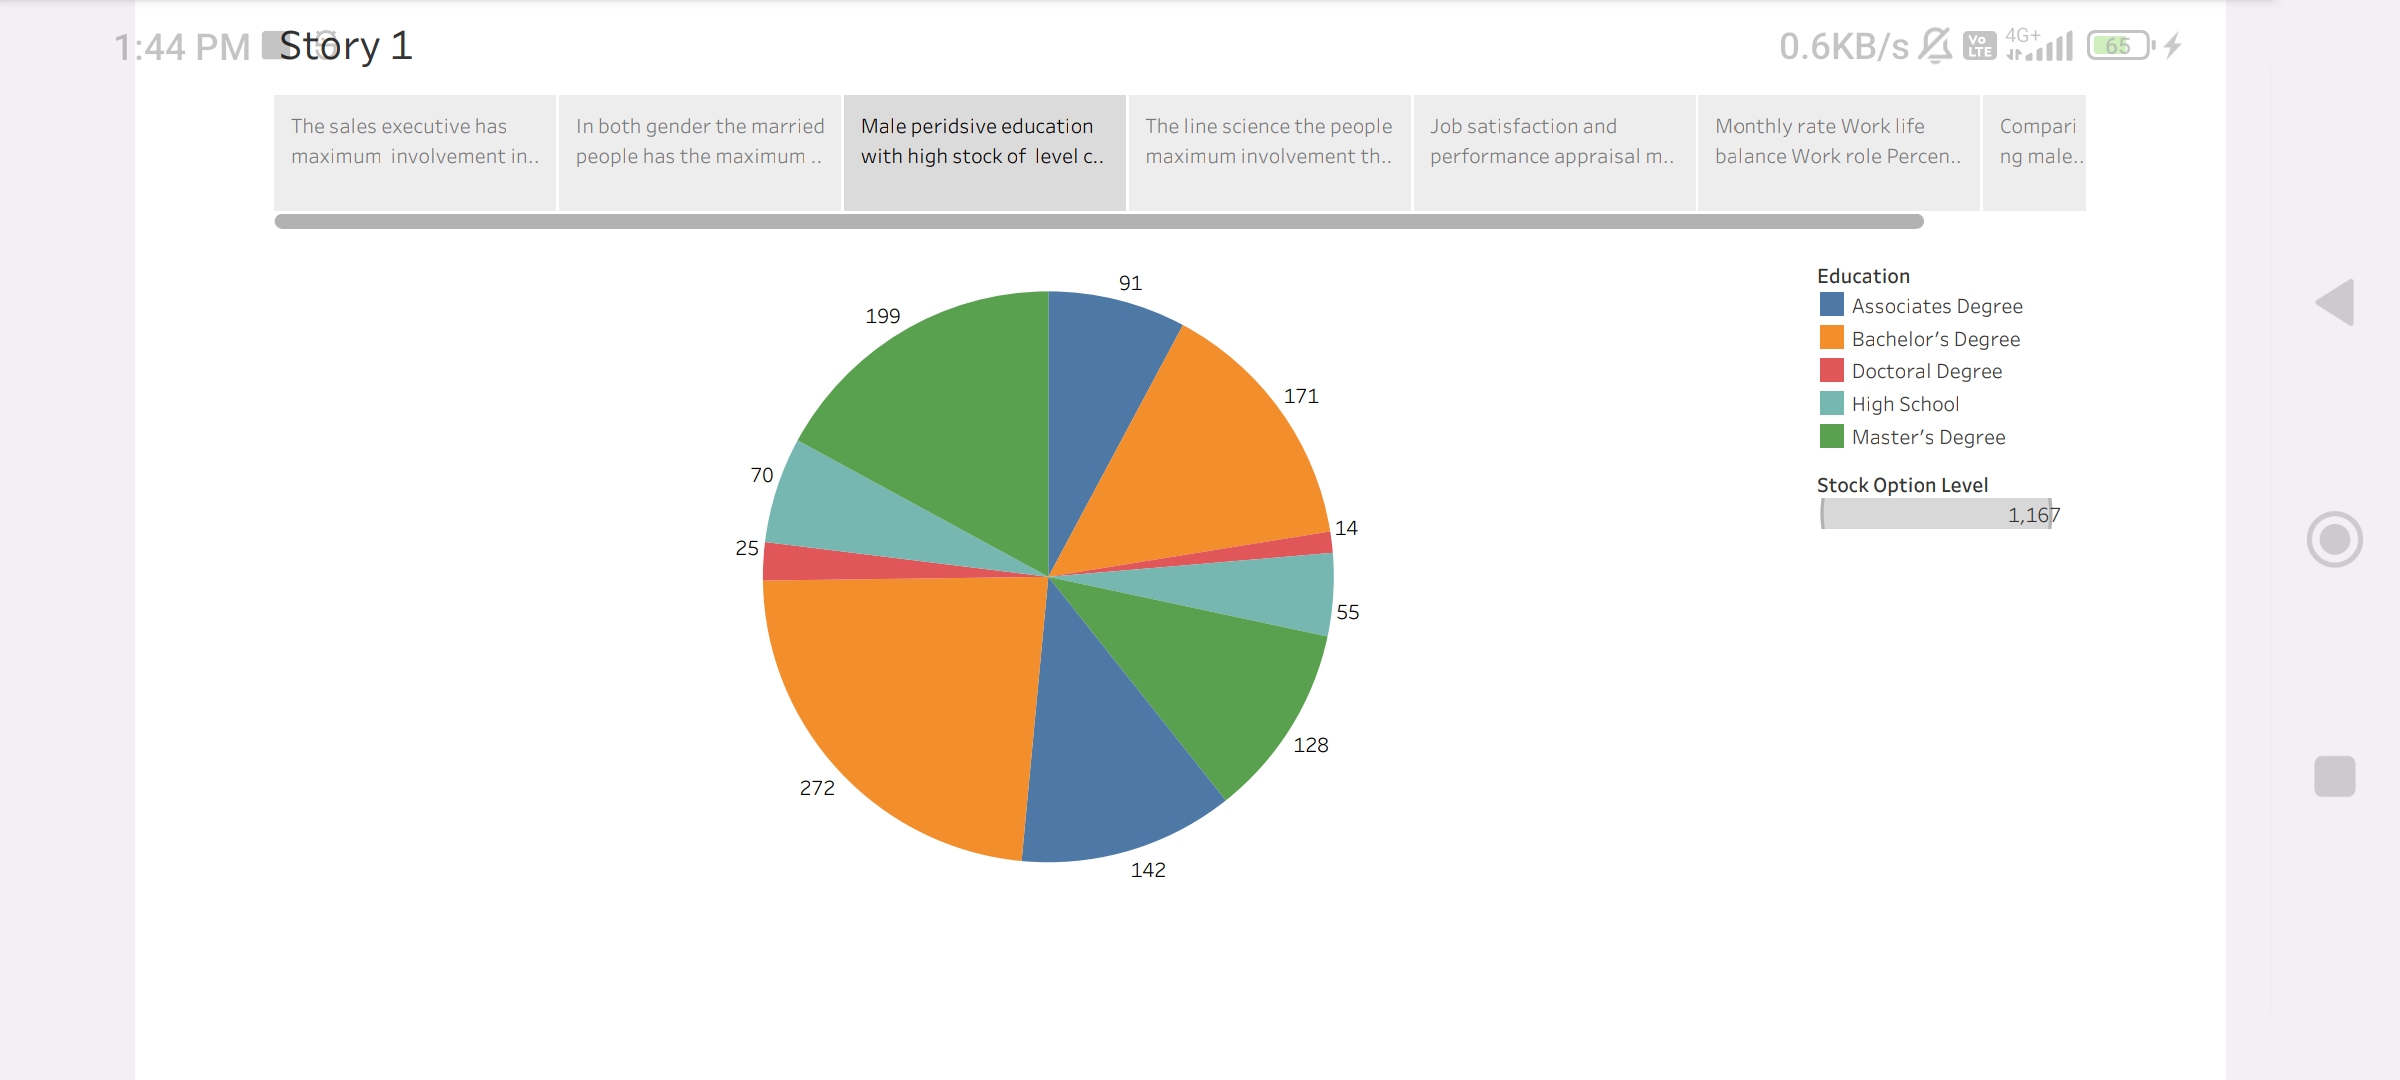 1:44 PM Story 1 0.6KB/s Vo LTE 4G+ 65
The sales executive has
maximum involvement in..
In both gender the married
people has the maximum ..
Male peridsive education
with high stock of level c..
The line science the people
maximum involvement th..
Job satisfaction and
performance appraisal m..
Monthly rate Work life
balance Work role Percen..
Compari
ng male..
91
199
171
70
14
25
55
128
272
142
Education
Associates Degree
Bachelor's Degree
Doctoral Degree
High School
Master's Degree
Stock Option Level
1,167